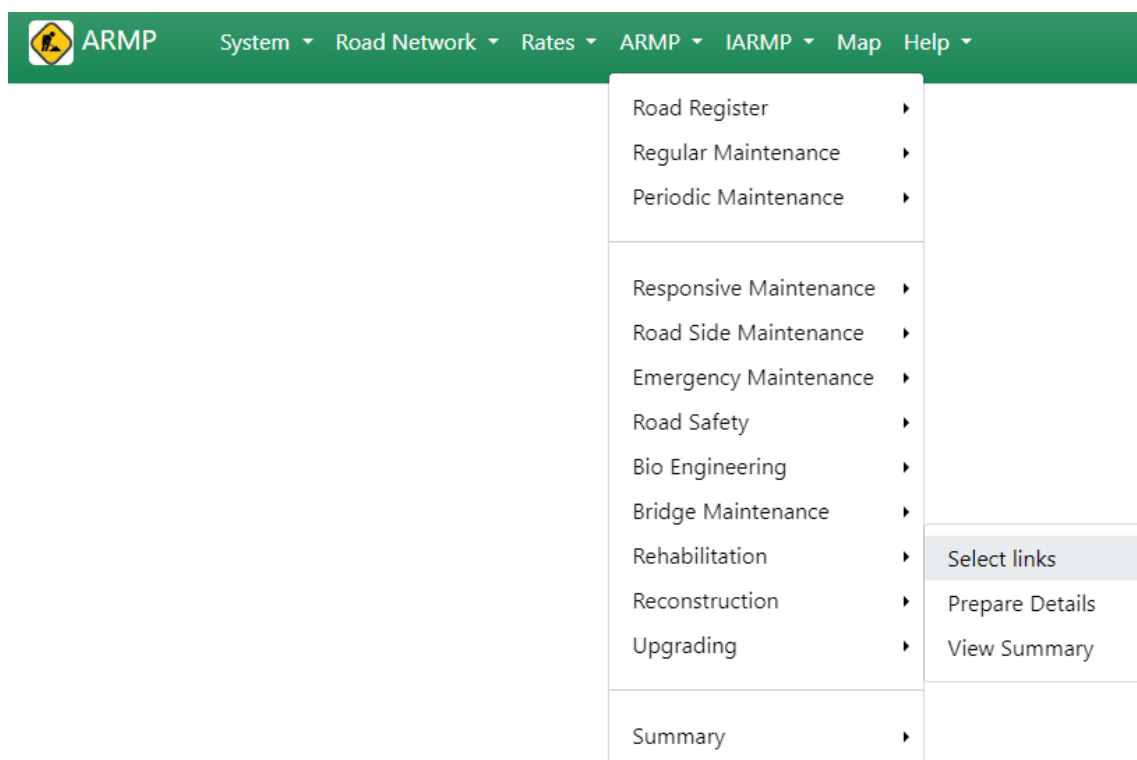 ARMP System Road Network Rates ARMP IARMP Map Help
Road Register
Regular Maintenance
Periodic Maintenance
Responsive Maintenance
Road Side Maintenance
Emergency Maintenance
Road Safety
Bio Engineering
Bridge Maintenance
Rehabilitation
Reconstruction
Upgrading
Summary
Select links
Prepare Details
View Summary